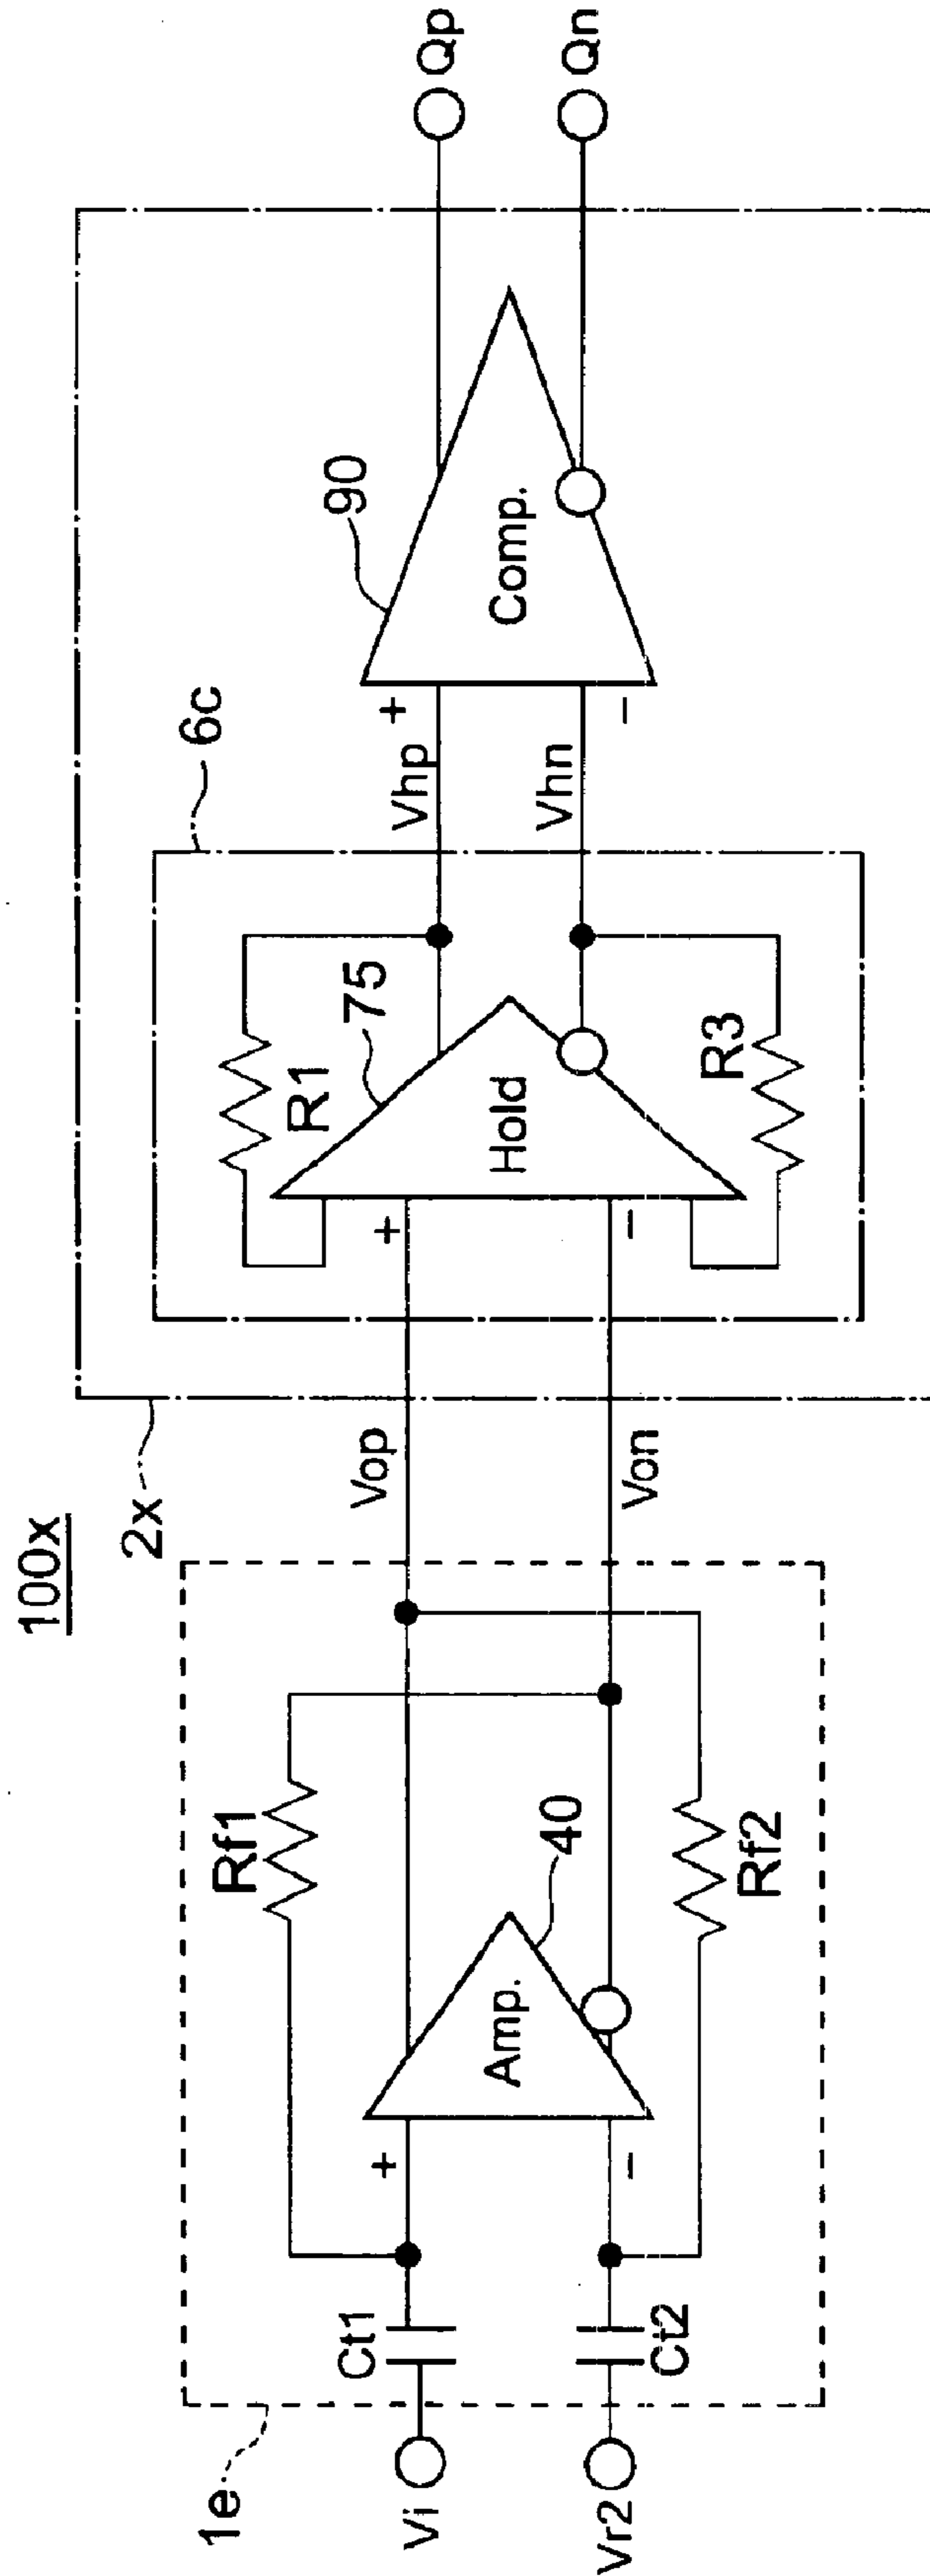 100x
1e
2x
6c
Vi
Vr2
Ct1
Ct2
+
−
Amp.
40
Rf1
Rf2
Vop
Von
+
−
Hold
75
R1
R3
Vhp
Vhn
+
−
Comp.
90
Qp
Qn